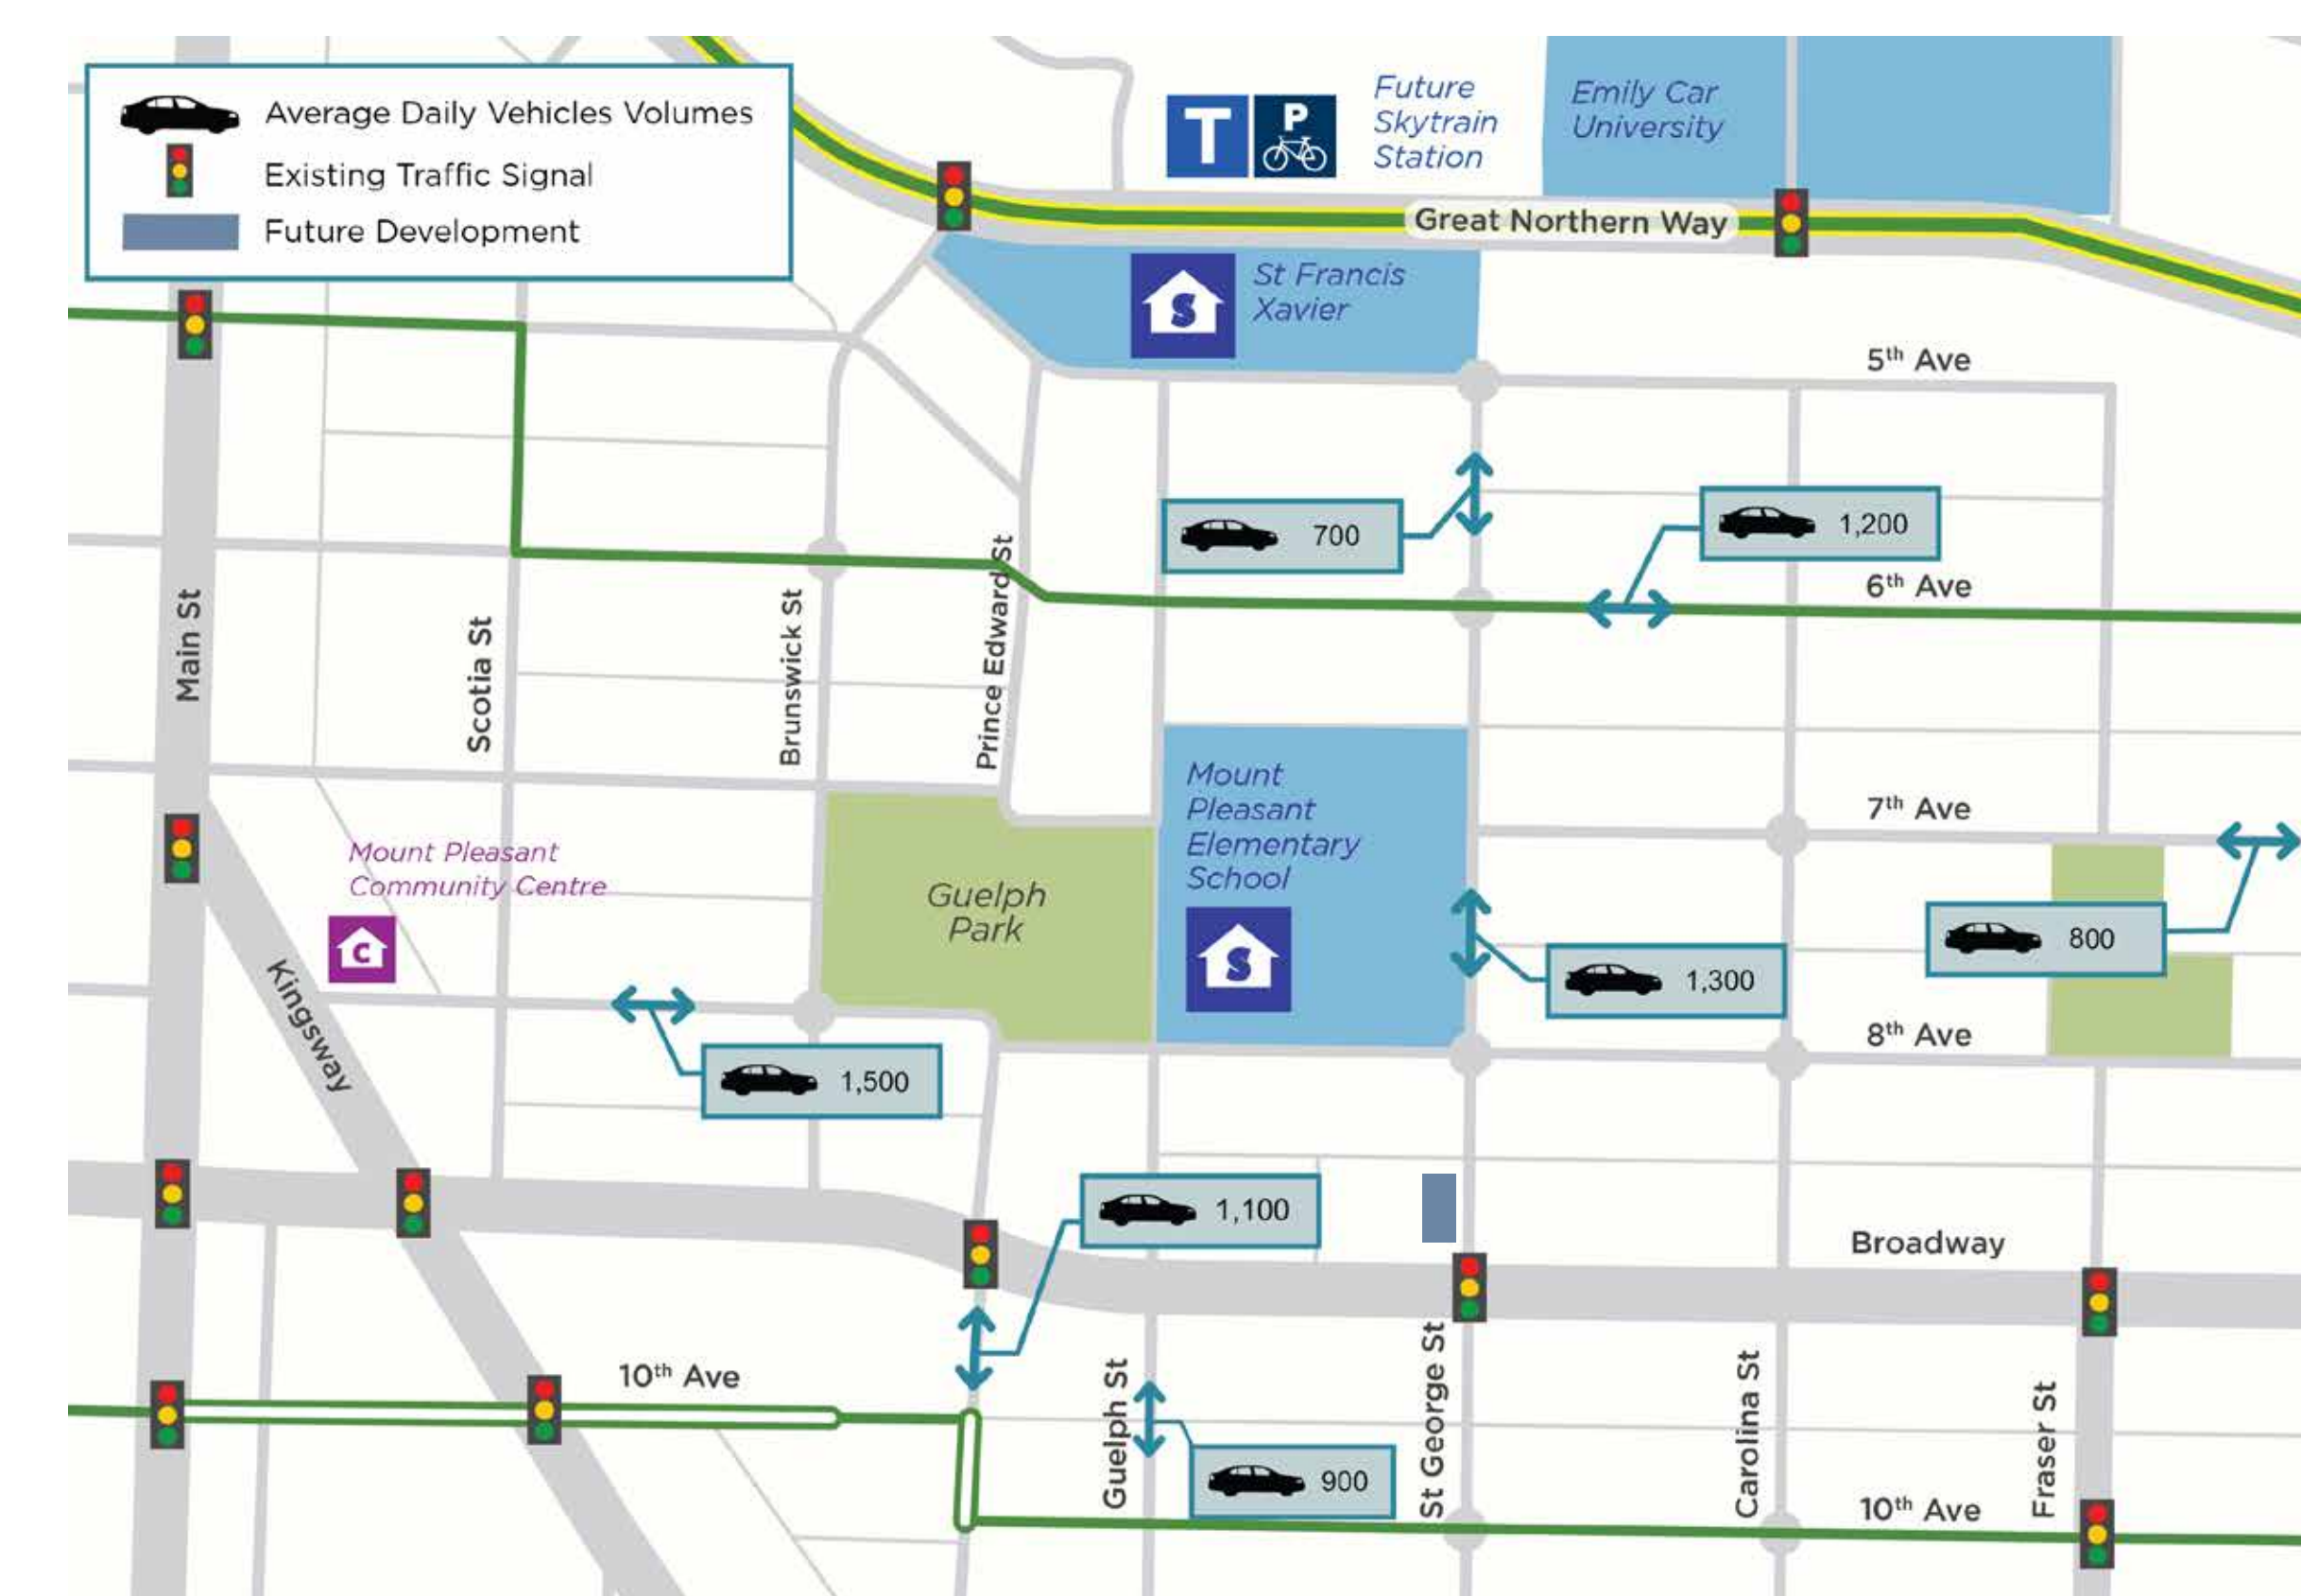 Average Daily Vehicles Volumes
Existing Traffic Signal
Future Development
T
P
Future
Skytrain
Station
Emily Car
University
Great Northern Way
S
St Francis
Xavier
5th Ave
700
1,200
6th Ave
Main St
Scotia St
Brunswick St
Prince Edward St
Mount
Pleasant
Elementary
School
S
7th Ave
Mount Pleasant
Community Centre
C
Guelph
Park
800
1,300
Kingsway
8th Ave
1,500
1,100
Broadway
10th Ave
Guelph St
St George St
Carolina St
Fraser St
900
10th Ave